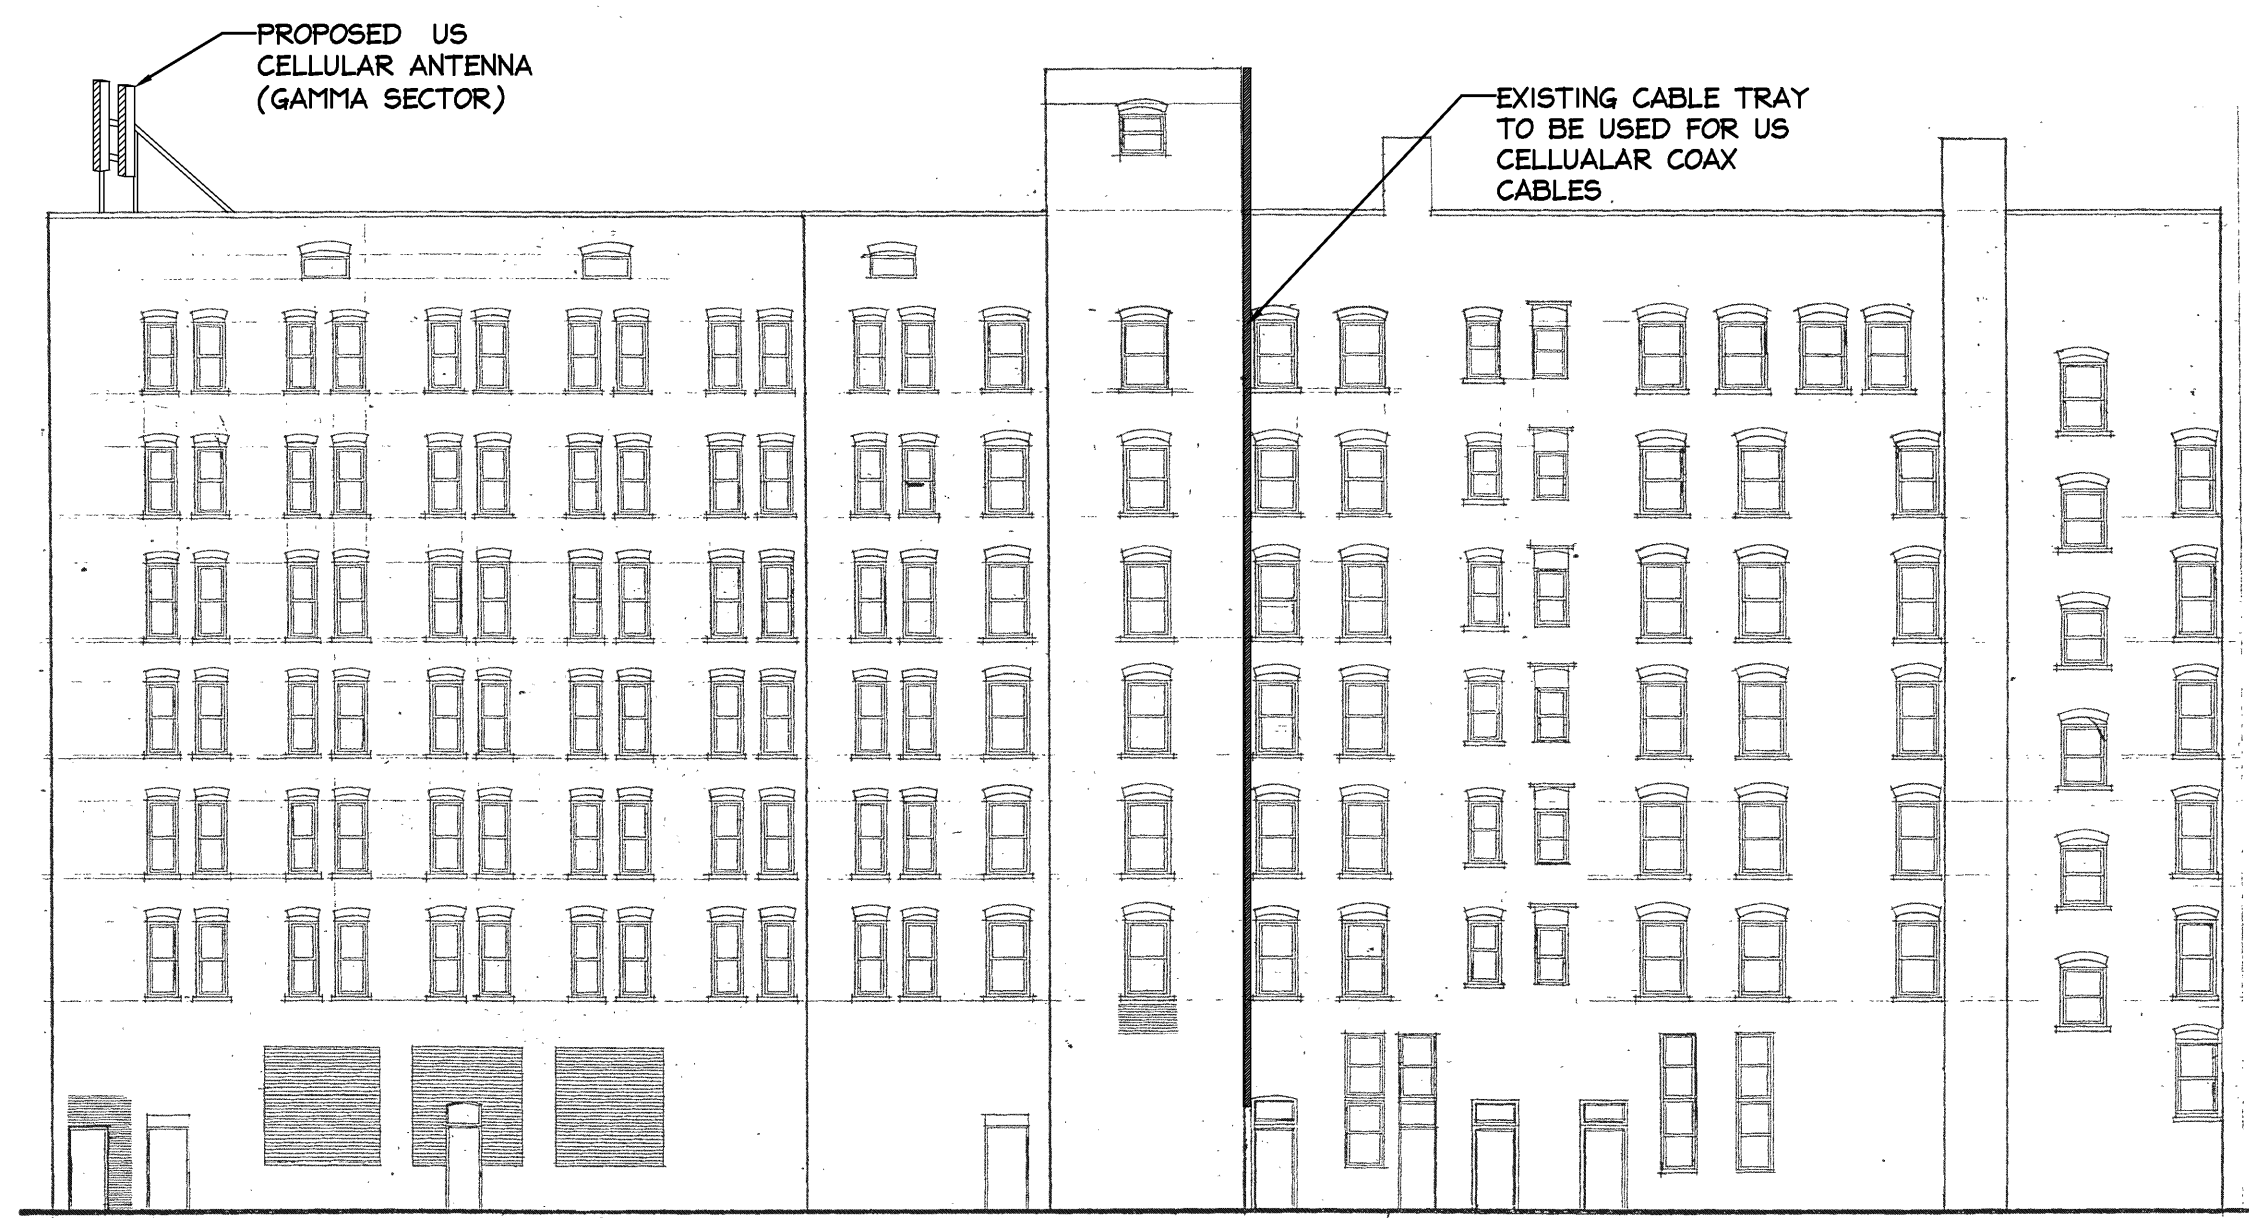 PROPOSED US
CELLULAR ANTENNA
(GAMMA SECTOR)
EXISTING CABLE TRAY
TO BE USED FOR US
CELLUALAR COAX
CABLES